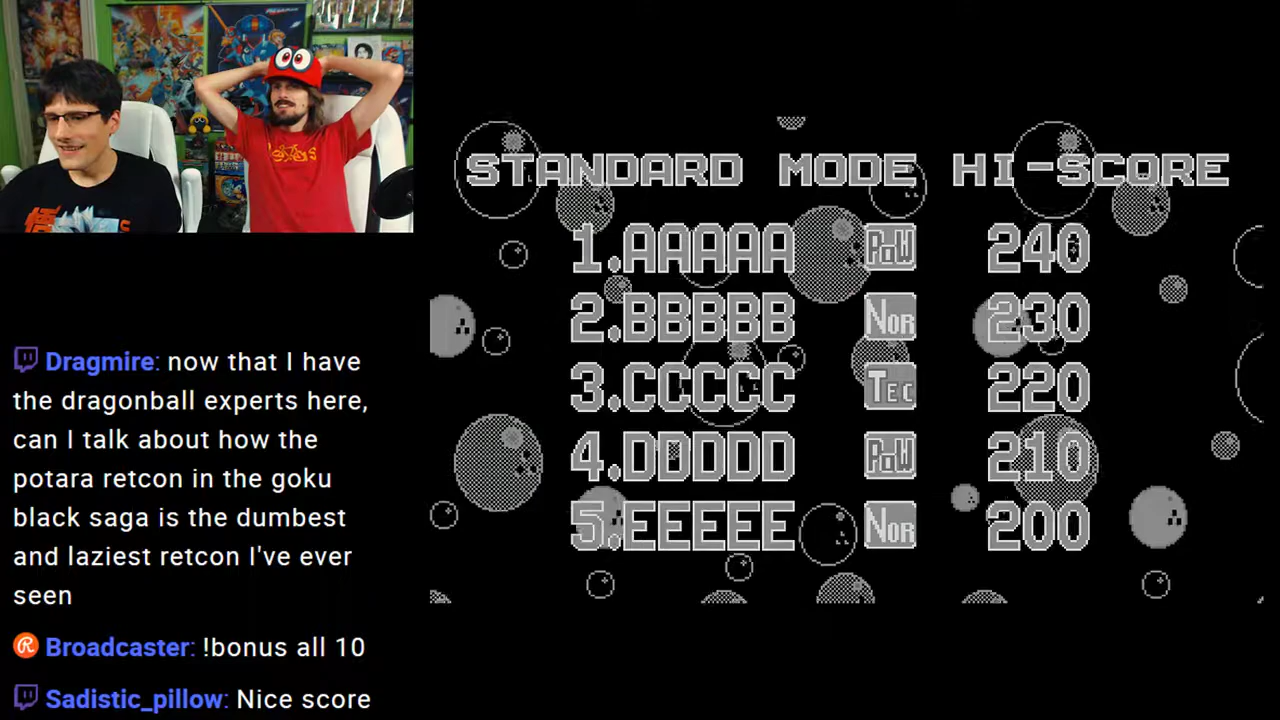 STANDARD MODE HI-SCORE
1.AAAAA POW 240
2.BBBBB NOR 230
3.CCCCC TEC 220
4.DDDDD POW 210
5.EEEEE NOR 200
Dragmire: now that I have
the dragonball experts here,
can I talk about how the
potara retcon in the goku
black saga is the dumbest
and laziest retcon I've ever
seen
Broadcaster: !bonus all 10
Sadistic_pillow: Nice score